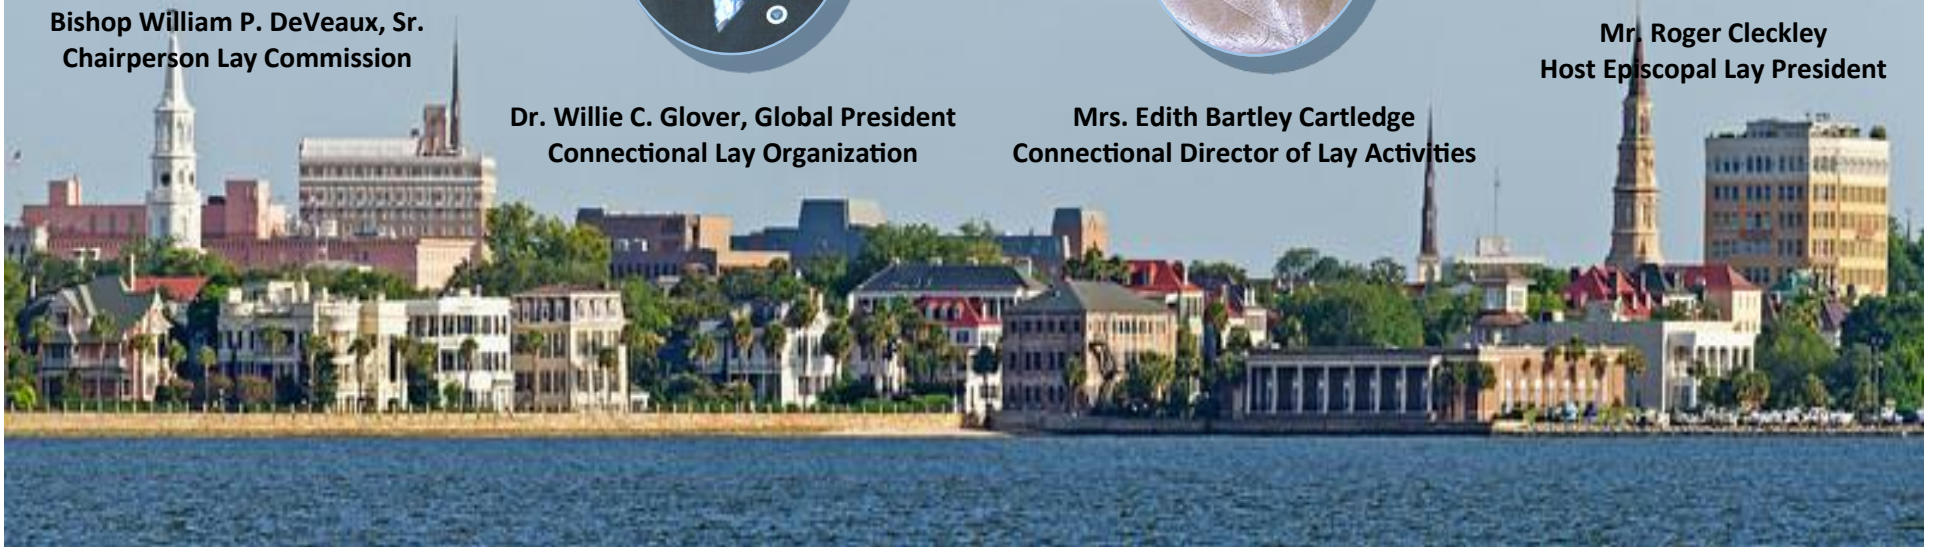 Bishop William P. DeVeaux, Sr.
Chairperson Lay Commission
Dr. Willie C. Glover, Global President
Connectional Lay Organization
Mrs. Edith Bartley Cartledge
Connectional Director of Lay Activities
Mr. Roger Cleckley
Host Episcopal Lay President